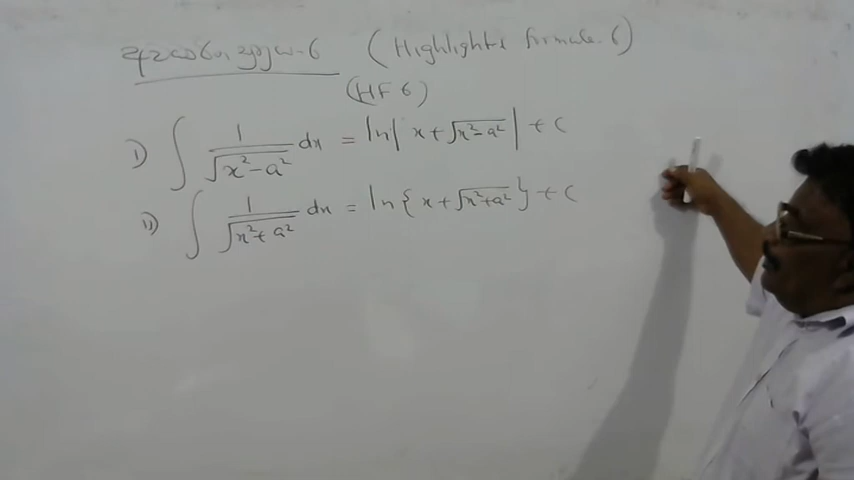 (Highlights formula-6)
(HF 6)
i) ∫ 1/√(x²-a²) dx = ln| x+√(x²-a²) | + c
ii) ∫ 1/√(x²+a²) dx = ln{ x+√(x²+a²) } + c